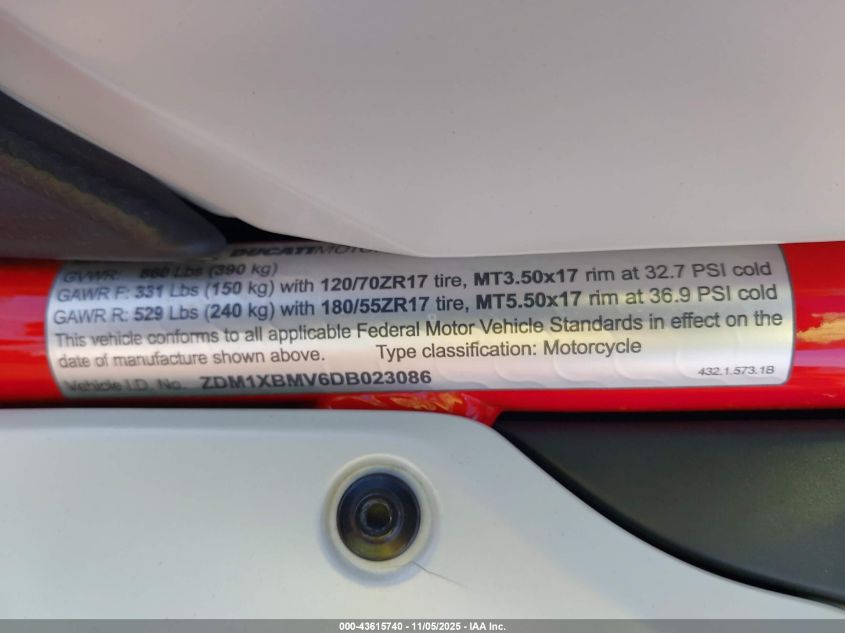 DUCATIMOTOR
GVWR: 860 Lbs (390 kg)
GAWR F: 331 Lbs (150 kg) with 120/70ZR17 tire, MT3.50x17 rim at 32.7 PSI cold
GAWR R: 529 Lbs (240 kg) with 180/55ZR17 tire, MT5.50x17 rim at 36.9 PSI cold
This vehicle conforms to all applicable Federal Motor Vehicle Standards in effect on the
date of manufacture shown above. Type classification: Motorcycle
Vehicle I.D. No. ZDM1XBMV6DB023086
432.1.573.1B
000-43615740 - 11/05/2025 - IAA Inc.